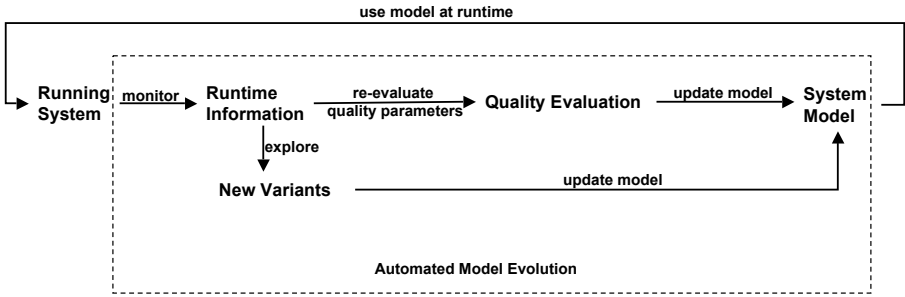 use model at runtime
Running
System
monitor
Runtime
Information
re-evaluate
quality parameters
Quality Evaluation
update model
System
Model
explore
New Variants
update model
Automated Model Evolution